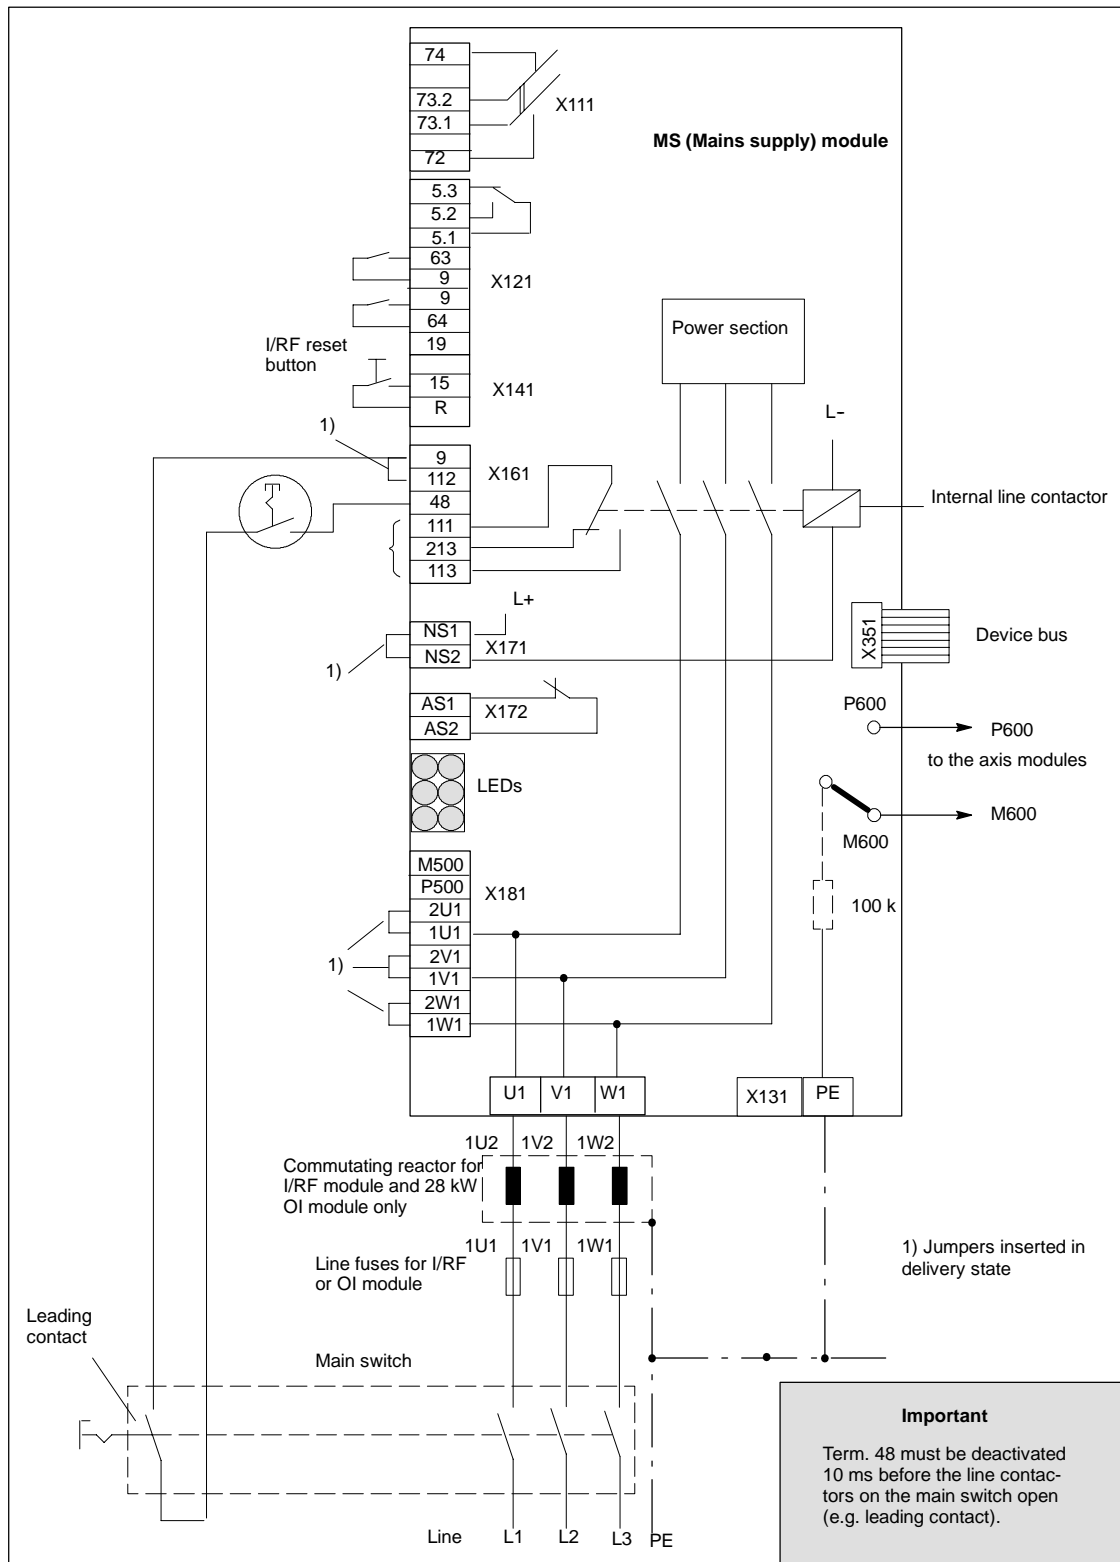 74
73.2
73.1
X111
72
MS (Mains supply) module
5.3
5.2
5.1
63
9
X121
9
64
19
I/RF reset
button
15
X141
R
Power section
L–
1)
9
X161
112
48
111
213
113
Internal line contactor
L+
NS1
X171
NS2
1)
X351
Device bus
AS1
X172
AS2
P600
P600
to the axis modules
LEDs
M600
M600
M500
P500
X181
2U1
1U1
2V1
1)
1V1
2W1
1W1
100 k
U1
V1
W1
X131
PE
1U2
1V2
1W2
Commutating reactor for
I/RF module and 28 kW
OI module only
1U1
1V1
1W1
Line fuses for I/RF
or OI module
1) Jumpers inserted in
delivery state
Leading
contact
Main switch
Important
Term. 48 must be deactivated
10 ms before the line contac-
tors on the main switch open
(e.g. leading contact).
Line
L1
L2
L3
PE